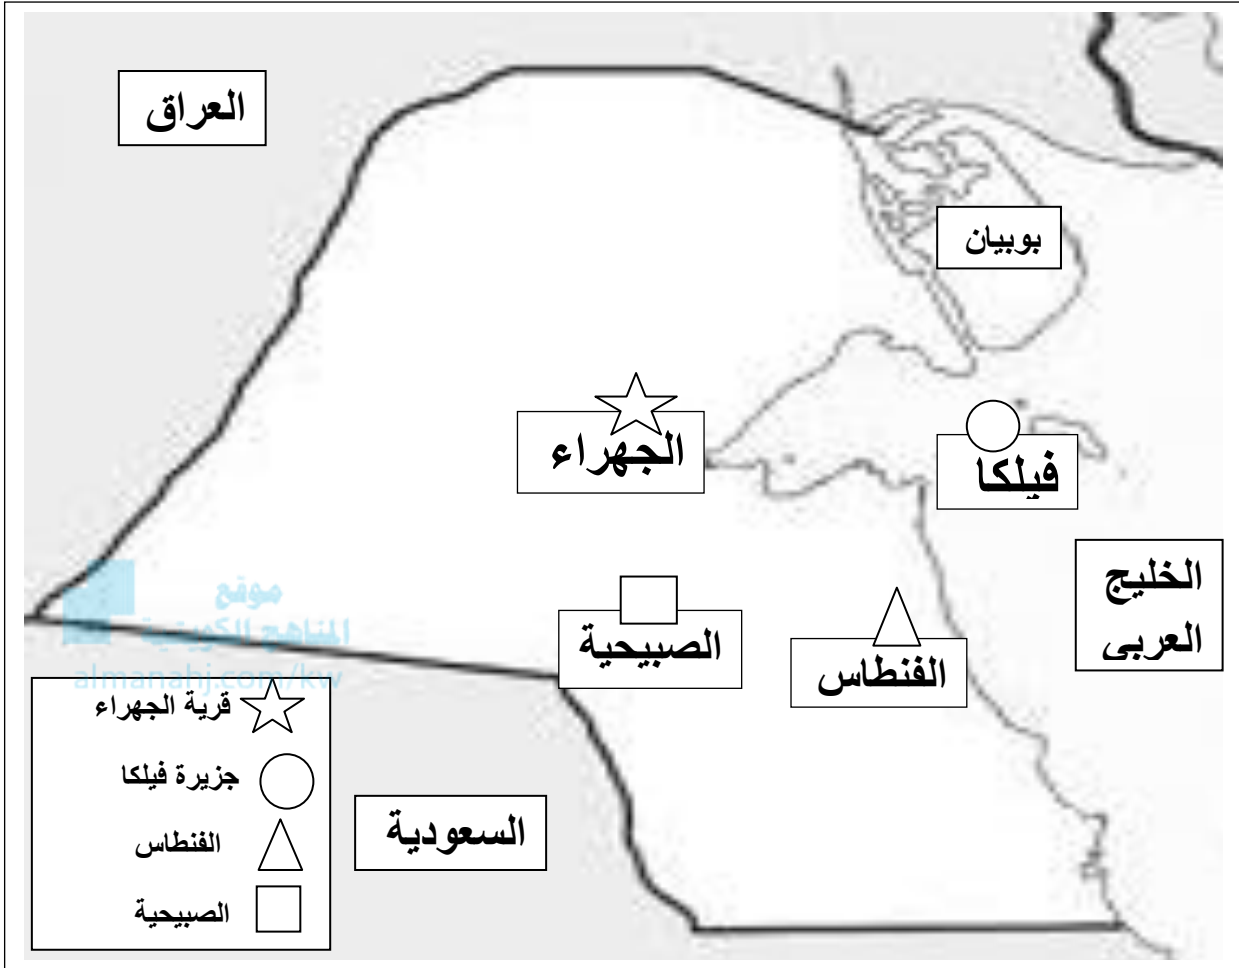 العراق
بوبيان
الجهراء
فيلكا
الخليج
العربي
الصبيحية
الفنطاس
موقع
المناهج الكويتية
almanahj.com/kw
قرية الجهراء
جزيرة فيلكا
السعودية
الفنطاس
الصبيحية